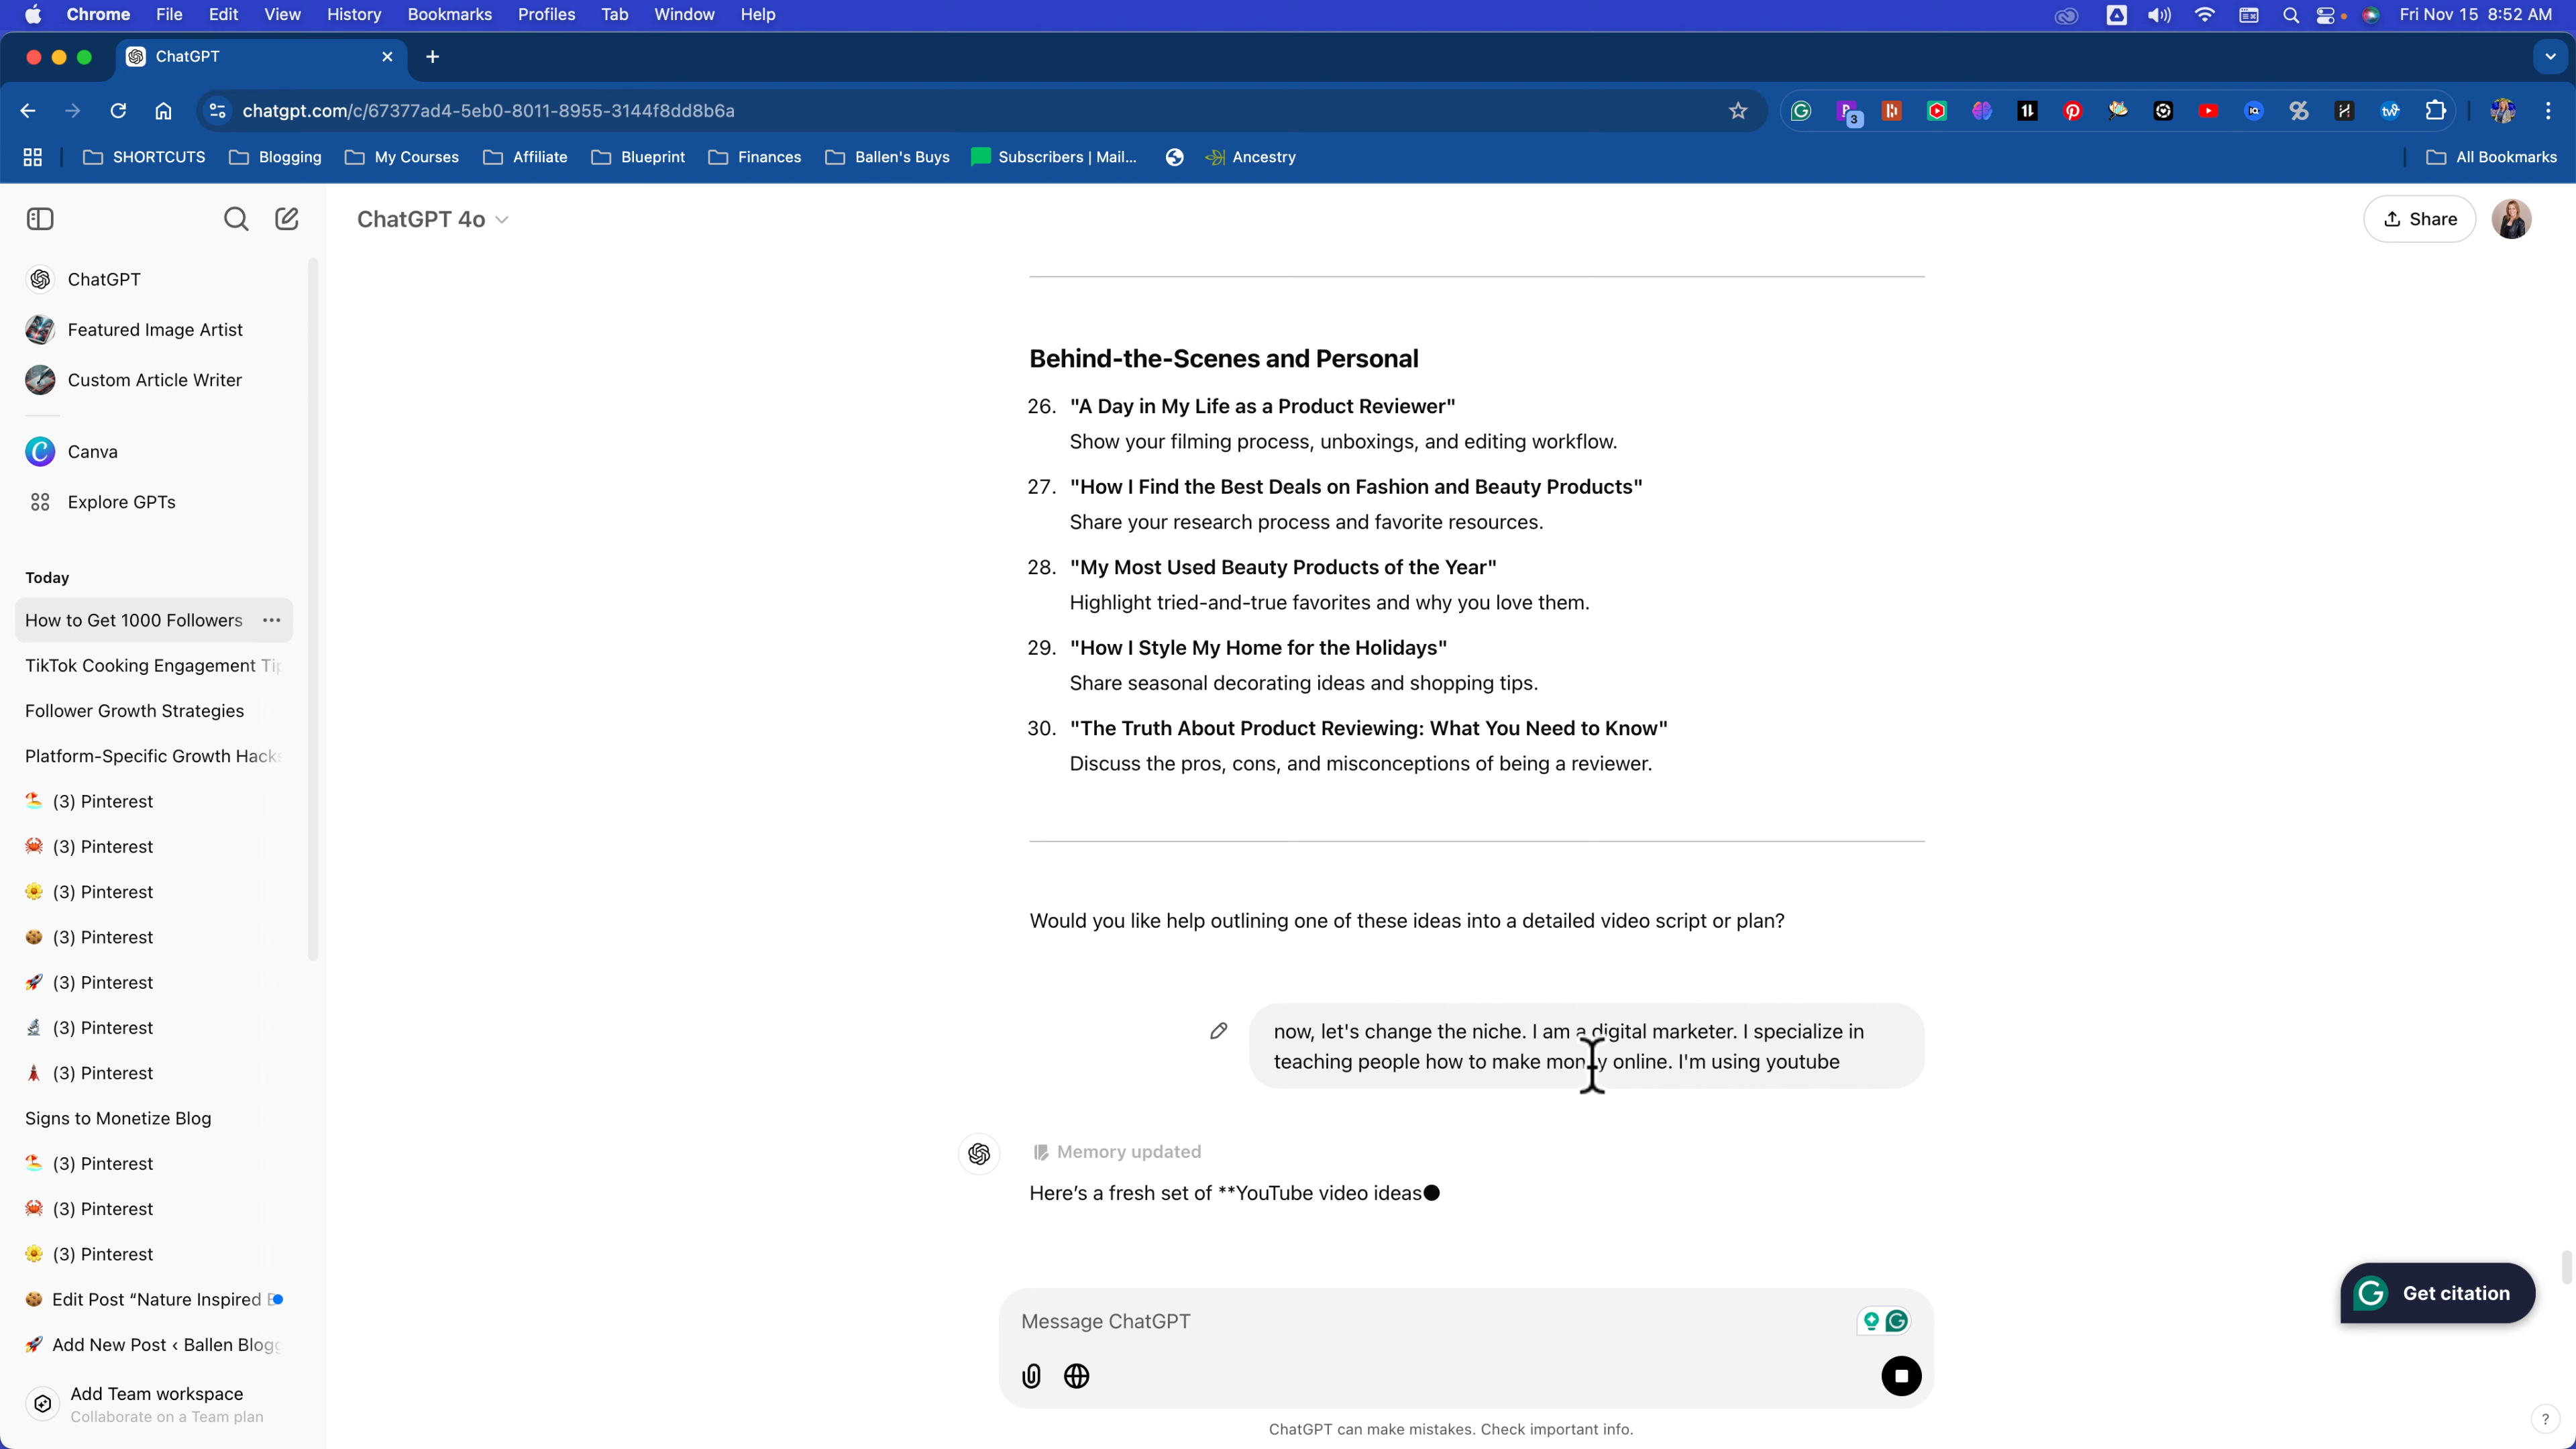 Chrome File Edit View History Bookmarks Profiles Tab Window Help Fri Nov 15 8:52 AM
ChatGPT
chatgpt.com/c/67377ad4-5eb0-8011-8955-3144f8dd8b6a 3
SHORTCUTS Blogging My Courses Affiliate Blueprint Finances Ballen's Buys Subscribers | Mail... Ancestry All Bookmarks
ChatGPT 4o Share
ChatGPT
Featured Image Artist
Custom Article Writer
Canva
Explore GPTs
Today
How to Get 1000 Followers
TikTok Cooking Engagement Tip
Follower Growth Strategies
Platform-Specific Growth Hacks
(3) Pinterest
(3) Pinterest
(3) Pinterest
(3) Pinterest
(3) Pinterest
(3) Pinterest
(3) Pinterest
Signs to Monetize Blog
(3) Pinterest
(3) Pinterest
(3) Pinterest
Edit Post “Nature Inspired
Add New Post ‹ Ballen Blogg
Add Team workspace
Collaborate on a Team plan
Behind-the-Scenes and Personal
26. "A Day in My Life as a Product Reviewer"
Show your filming process, unboxings, and editing workflow.
27. "How I Find the Best Deals on Fashion and Beauty Products"
Share your research process and favorite resources.
28. "My Most Used Beauty Products of the Year"
Highlight tried-and-true favorites and why you love them.
29. "How I Style My Home for the Holidays"
Share seasonal decorating ideas and shopping tips.
30. "The Truth About Product Reviewing: What You Need to Know"
Discuss the pros, cons, and misconceptions of being a reviewer.
Would you like help outlining one of these ideas into a detailed video script or plan?
now, let's change the niche. I am a digital marketer. I specialize in
teaching people how to make money online. I'm using youtube
Memory updated
Here’s a fresh set of **YouTube video ideas
Message ChatGPT
Get citation
ChatGPT can make mistakes. Check important info.
?